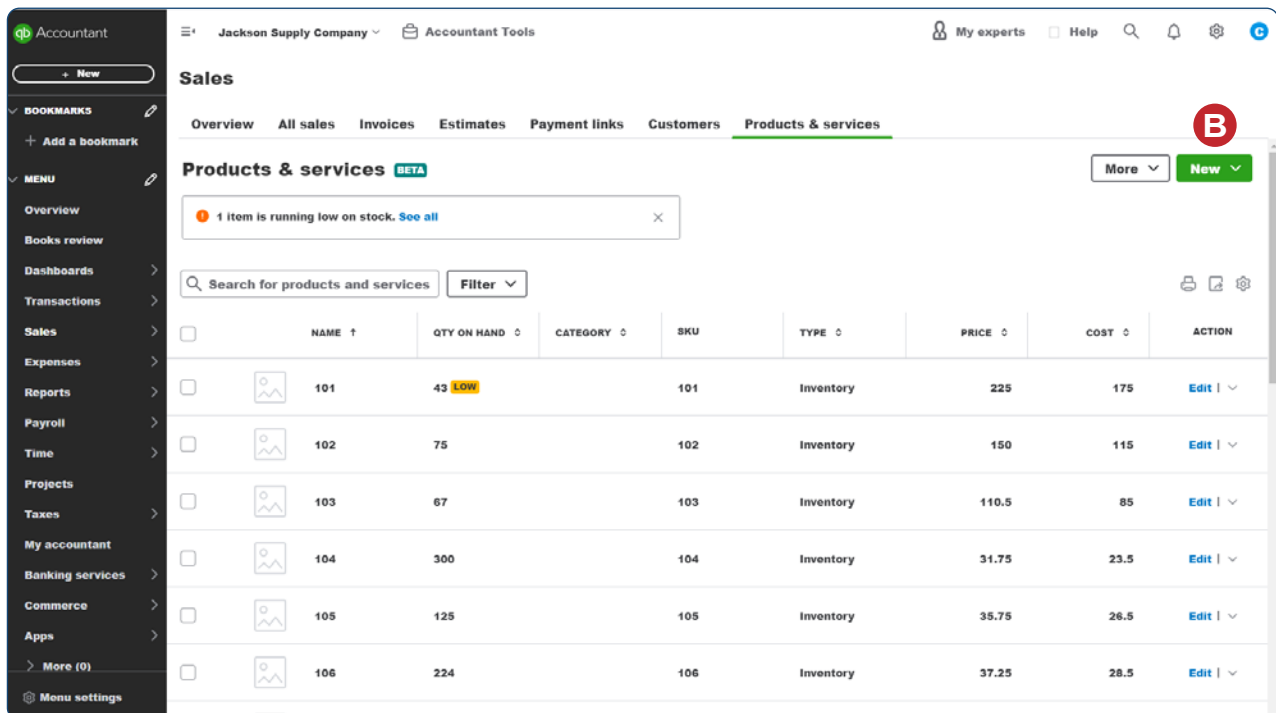 qb Accountant
Jackson Supply Company
Accountant Tools
My experts
Help
C
+ New
BOOKMARKS
+ Add a bookmark
MENU
Overview
Books review
Dashboards
Transactions
Sales
Expenses
Reports
Payroll
Time
Projects
Taxes
My accountant
Banking services
Commerce
Apps
More (0)
Menu settings
Sales
Overview All sales Invoices Estimates Payment links Customers Products & services
B
Products & services BETA
More
New
1 item is running low on stock. See all
Search for products and services
Filter
NAME QTY ON HAND CATEGORY SKU TYPE PRICE COST ACTION
101 43 LOW 101 Inventory 225 175 Edit
102 75 102 Inventory 150 115 Edit
103 67 103 Inventory 110.5 85 Edit
104 300 104 Inventory 31.75 23.5 Edit
105 125 105 Inventory 35.75 26.5 Edit
106 224 106 Inventory 37.25 28.5 Edit